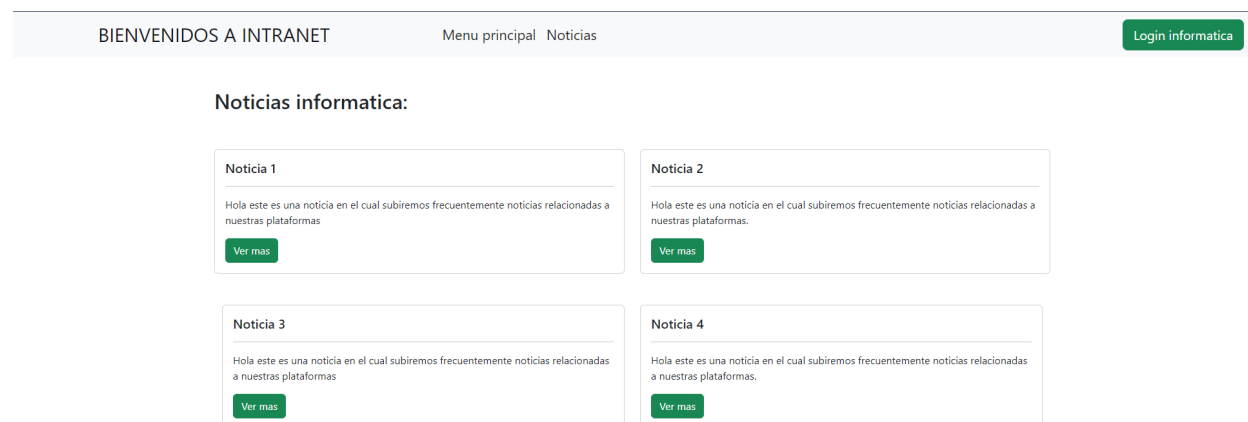 BIENVENIDOS A INTRANET
Menu principal
Noticias
Login informatica
Noticias informatica:
Noticia 1
Hola este es una noticia en el cual subiremos frecuentemente noticias relacionadas a
nuestras plataformas
Ver mas
Noticia 2
Hola este es una noticia en el cual subiremos frecuentemente noticias relacionadas a
nuestras plataformas.
Ver mas
Noticia 3
Hola este es una noticia en el cual subiremos frecuentemente noticias relacionadas
a nuestras plataformas
Ver mas
Noticia 4
Hola este es una noticia en el cual subiremos frecuentemente noticias relacionadas
a nuestras plataformas.
Ver mas